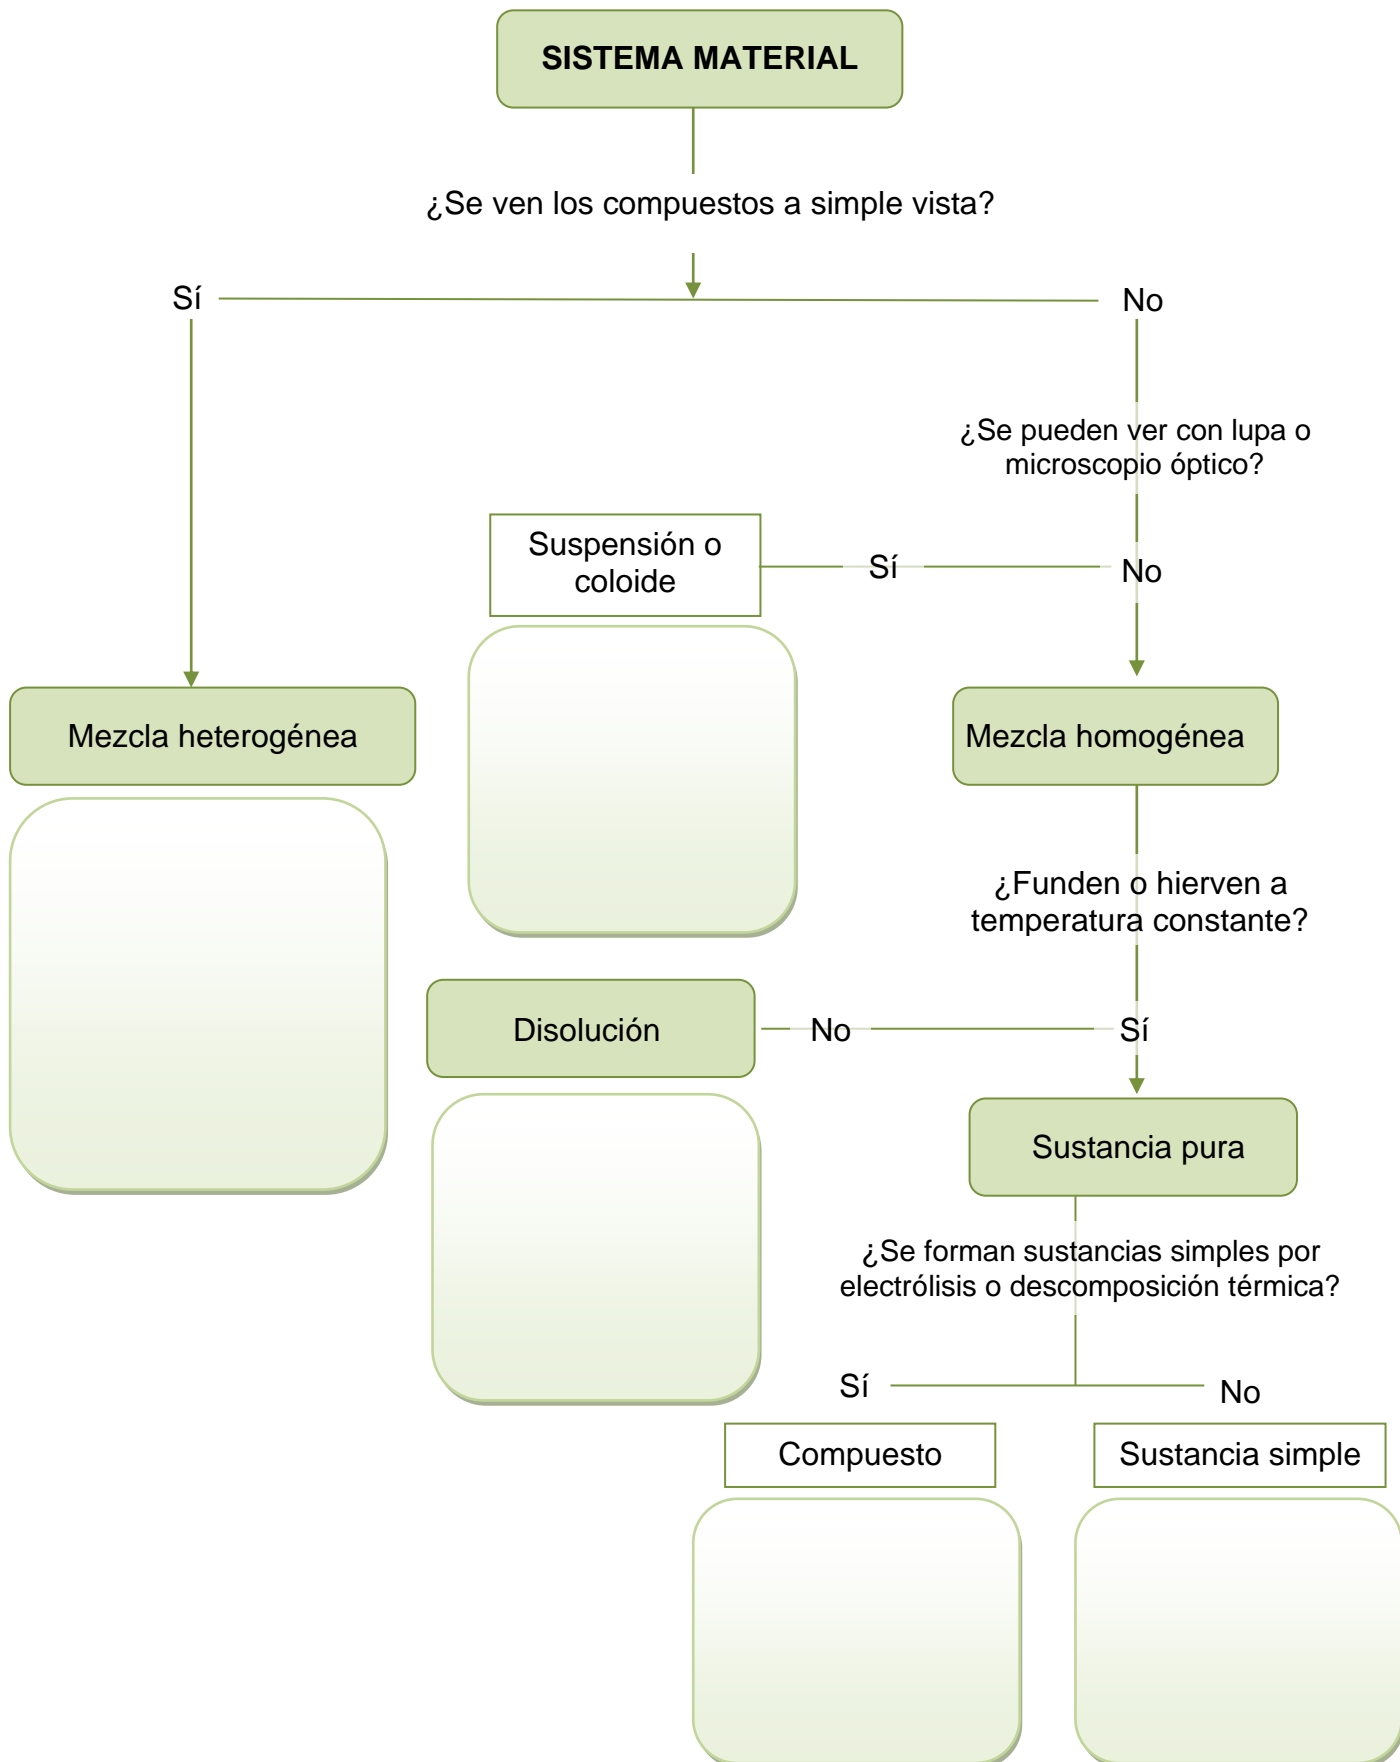 SISTEMA MATERIAL
¿Se ven los compuestos a simple vista?
Sí
No
¿Se pueden ver con lupa o
microscopio óptico?
Suspensión o
coloide
Sí
No
Mezcla heterogénea
Mezcla homogénea
¿Funden o hierven a
temperatura constante?
Disolución
No
Sí
Sustancia pura
¿Se forman sustancias simples por
electrólisis o descomposición térmica?
Sí
No
Compuesto
Sustancia simple